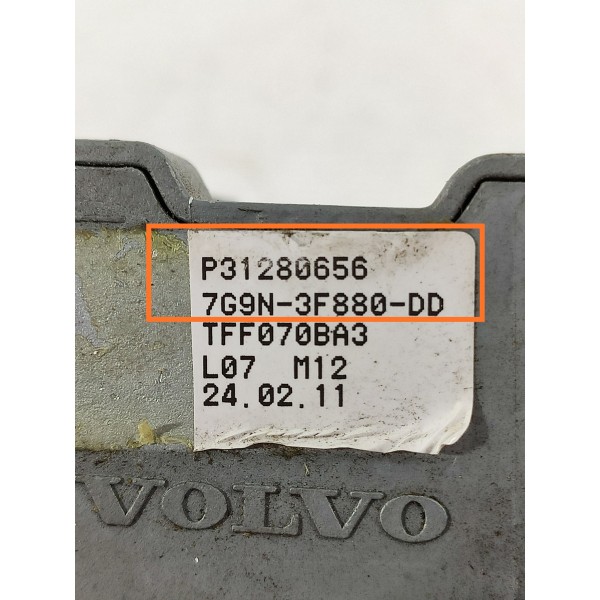 P31280656
7G9N-3F880-DD
TFF070BA3
L07 M12
24.02.11
VOLVO